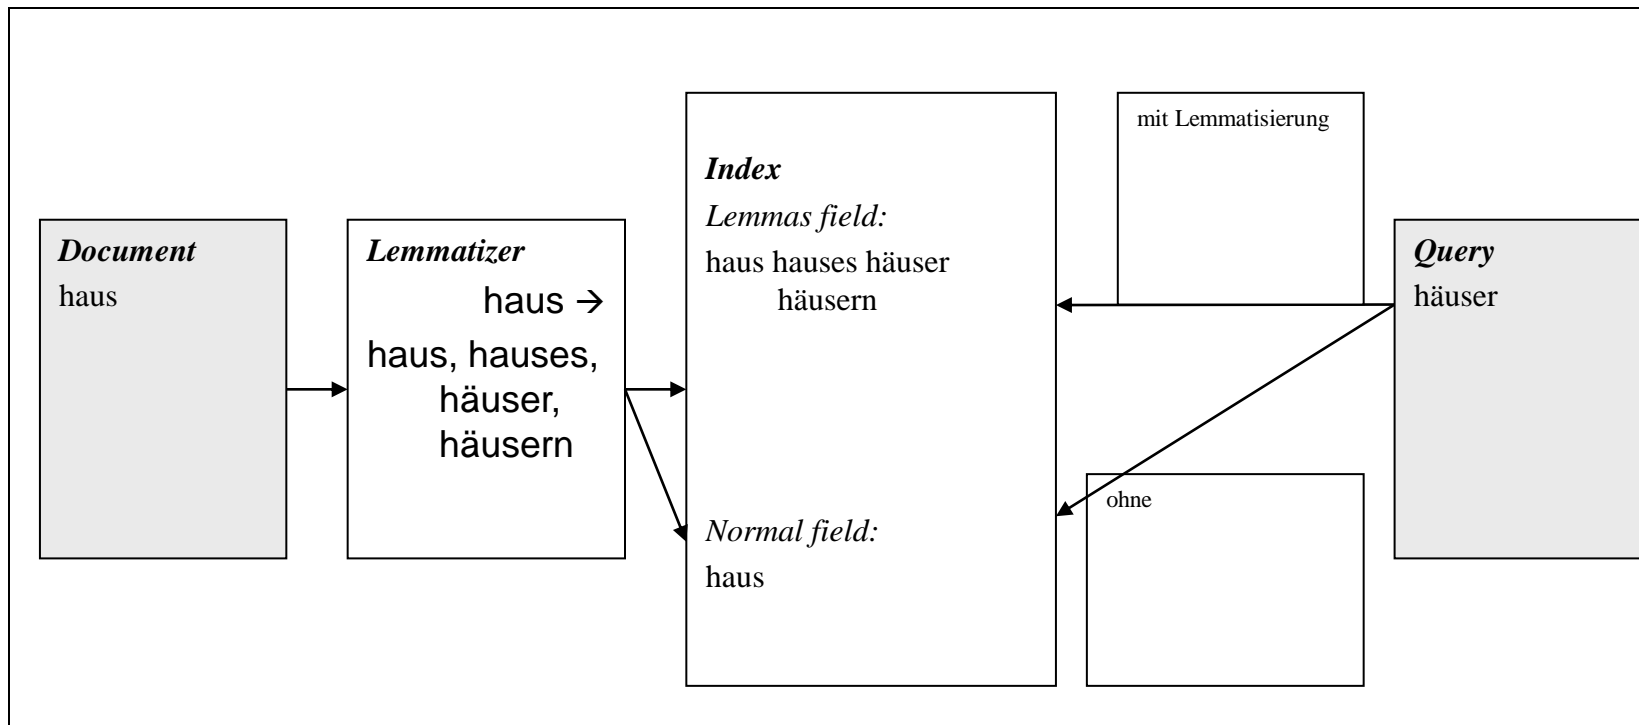 Document
haus
Lemmatizer
haus →
haus, hauses,
häuser,
häusern
Index
Lemmas field:
haus hauses häuser
häusern
Normal field:
haus
mit Lemmatisierung
ohne
Query
häuser